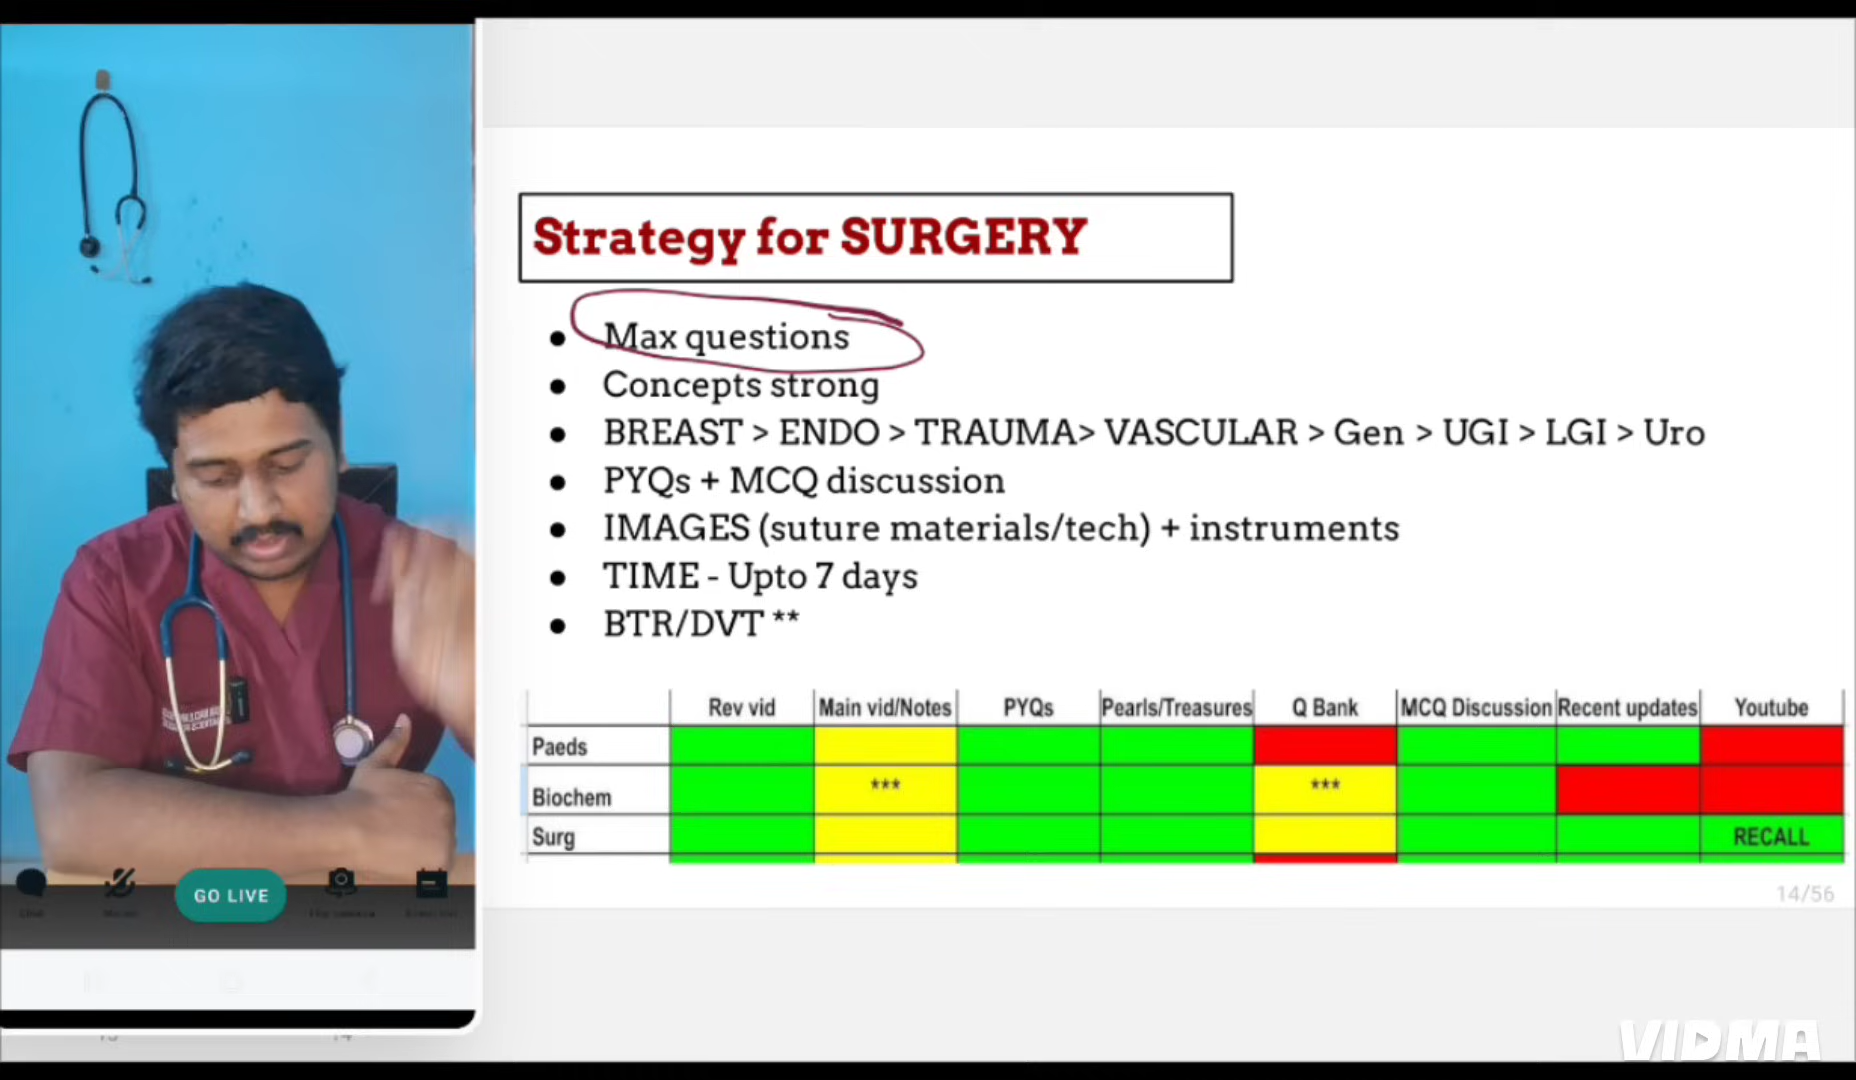 Strategy for SURGERY
● Max questions
● Concepts strong
● BREAST > ENDO > TRAUMA> VASCULAR > Gen > UGI > LGI > Uro
● PYQs + MCQ discussion
● IMAGES (suture materials/tech) + instruments
● TIME - Upto 7 days
● BTR/DVT **
Rev vid Main vid/Notes PYQs Pearls/Treasures Q Bank MCQ Discussion Recent updates Youtube
Paeds
Biochem *** ***
Surg RECALL
14/56
GO LIVE
VIDMA